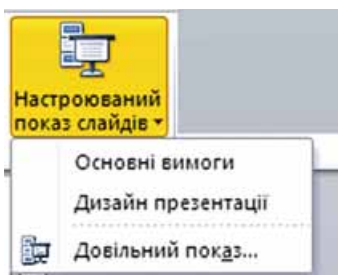 Настроюваний
показ слайдів
Основні вимоги
Дизайн презентації
Довільний показ...